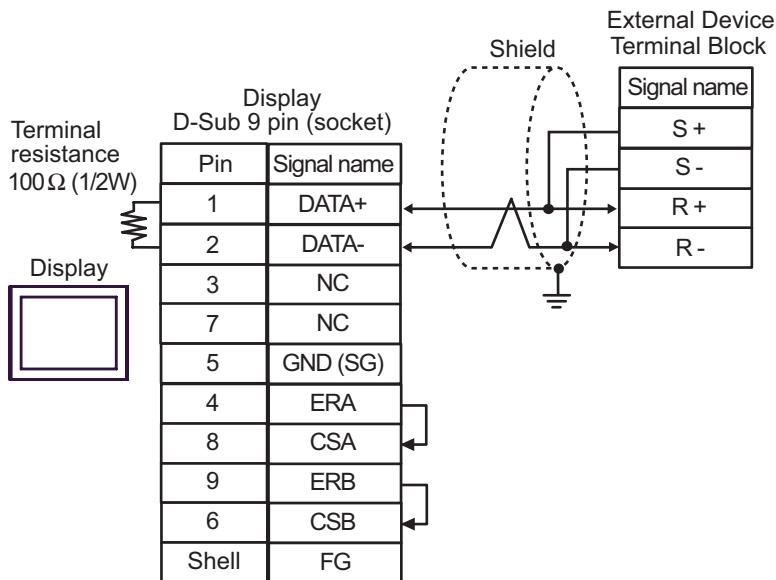 External Device
Terminal Block
Shield
Signal name
S +
S -
R +
R -
Display
D-Sub 9 pin (socket)
Terminal
resistance
100Ω (1/2W)
Pin Signal name
1 DATA+
2 DATA-
3 NC
7 NC
5 GND (SG)
4 ERA
8 CSA
9 ERB
6 CSB
Shell FG
Display